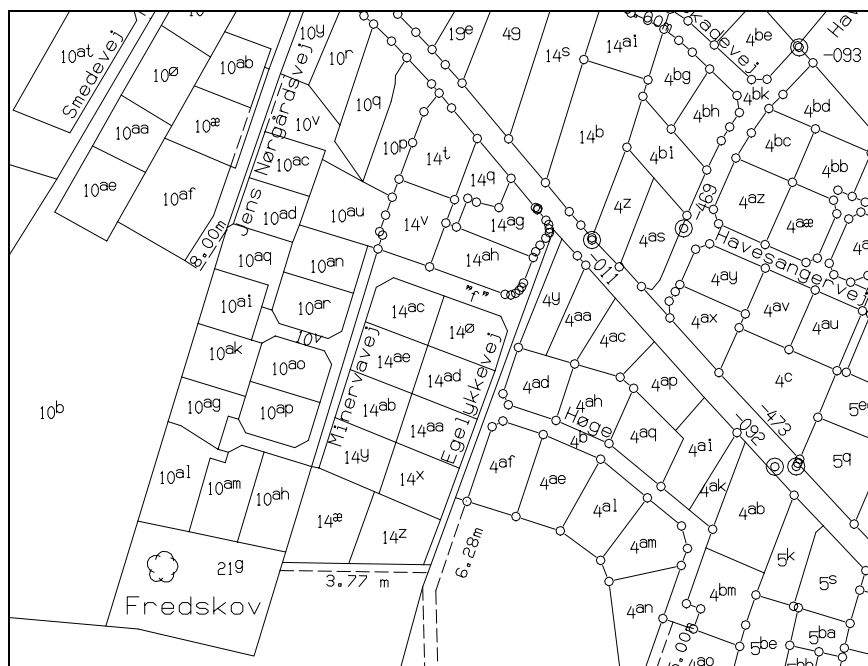 10y
19e
49
14s
14ai
4be
-093
10at
10r
10ø
10ab
4bg
Smedevej
10q
4bk
4bh
4bd
10æ
10v
14b
10aa
10p
14t
4bi
4bc
4bb
10ac
10ae
Jens Nørgårdsvej
14q
10af
10au
4z
-469
4az
4aæ
10ad
14v
14ag
4as
Havesangervej
8.00m
10aq
10an
14ah
-011
4ay
"f"
10ai
10ar
14ac
14ø
4y
4aa
4av
4ax
4au
10v
4ac
10ak
14ae
10ao
Minervavej
Egelykkevej
14ad
4ad
4ap
4c
10b
10ag
10ap
14ab
4ah
Høge
14aa
-473
-092
4b
4aq
4ai
14y
4af
5q
10al
14x
4ae
10am
4ak
10ah
4al
4ab
14æ
14z
6.28m
4am
5k
21g
3.77 m
5s
Fredskov
4bm
4an
5ba
5be
4ao